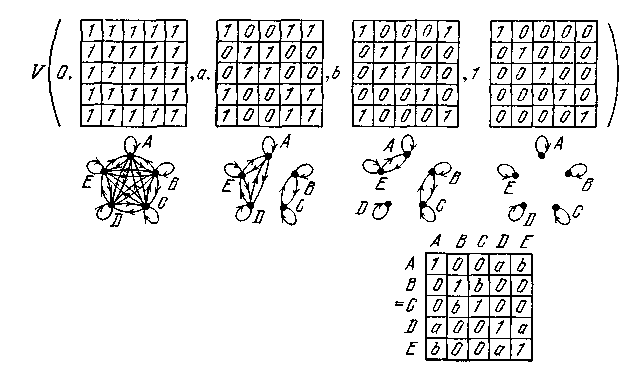 1 1 1 1 1 1 0 0 1 1 1 0 0 0 1 1 0 0 0 0
1 1 1 1 1 0 1 1 0 0 0 1 1 0 0 0 1 0 0 0
V ( 0, 1 1 1 1 1 , a, 0 1 1 0 0 , b 0 1 1 0 0 , 1 0 0 1 0 0 )
1 1 1 1 1 1 0 0 1 1 0 0 0 1 0 0 0 0 1 0
1 1 1 1 1 1 0 0 1 1 1 0 0 0 1 0 0 0 0 1
A A A A
E B E B E B E B
D C D C D C D C
A B C D E
A 1 0 0 a b
B 0 1 b 0 0
= C 0 b 1 0 0
D a 0 0 1 a
E b 0 0 a 1